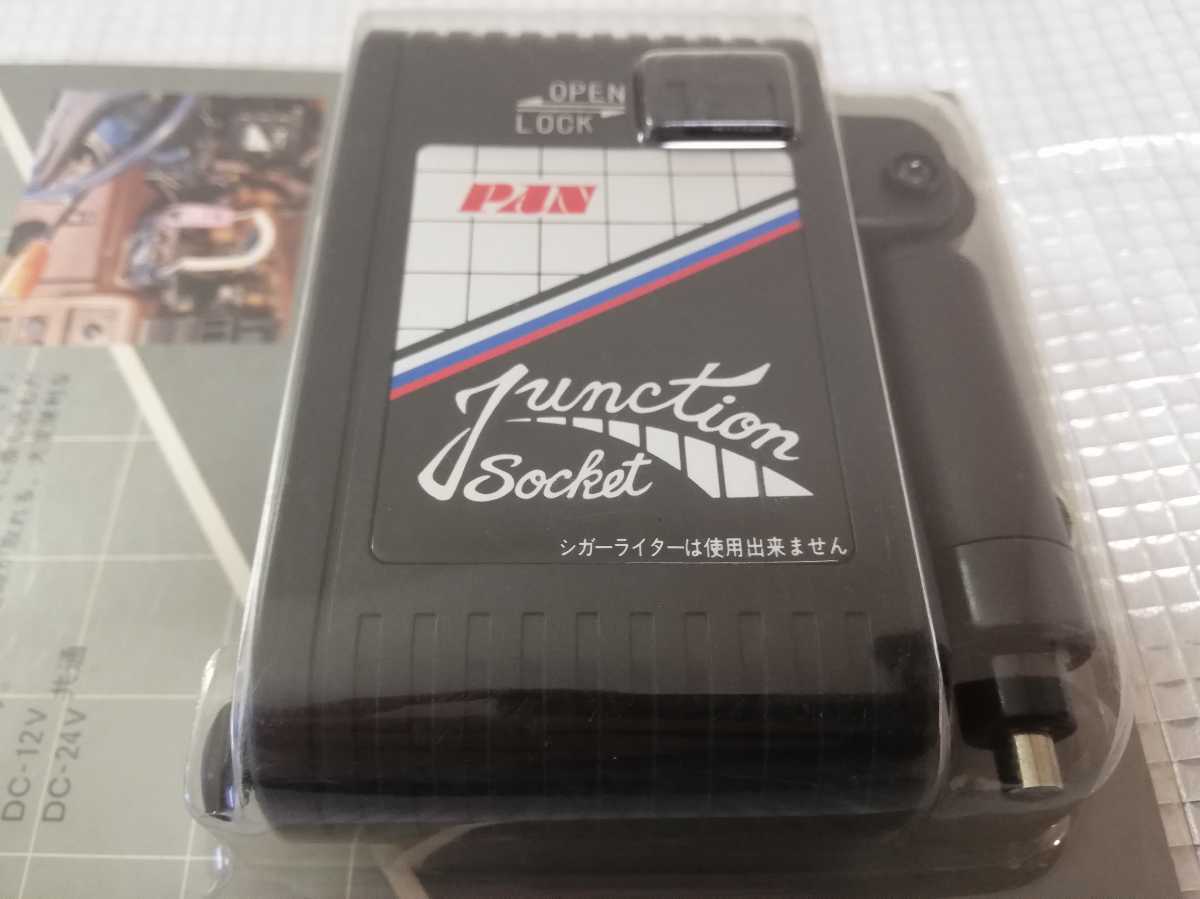 OPEN
LOCK
PAN
Junction
Socket
シガーライターは使用出来ません
DC-12V
DC-24V 共通